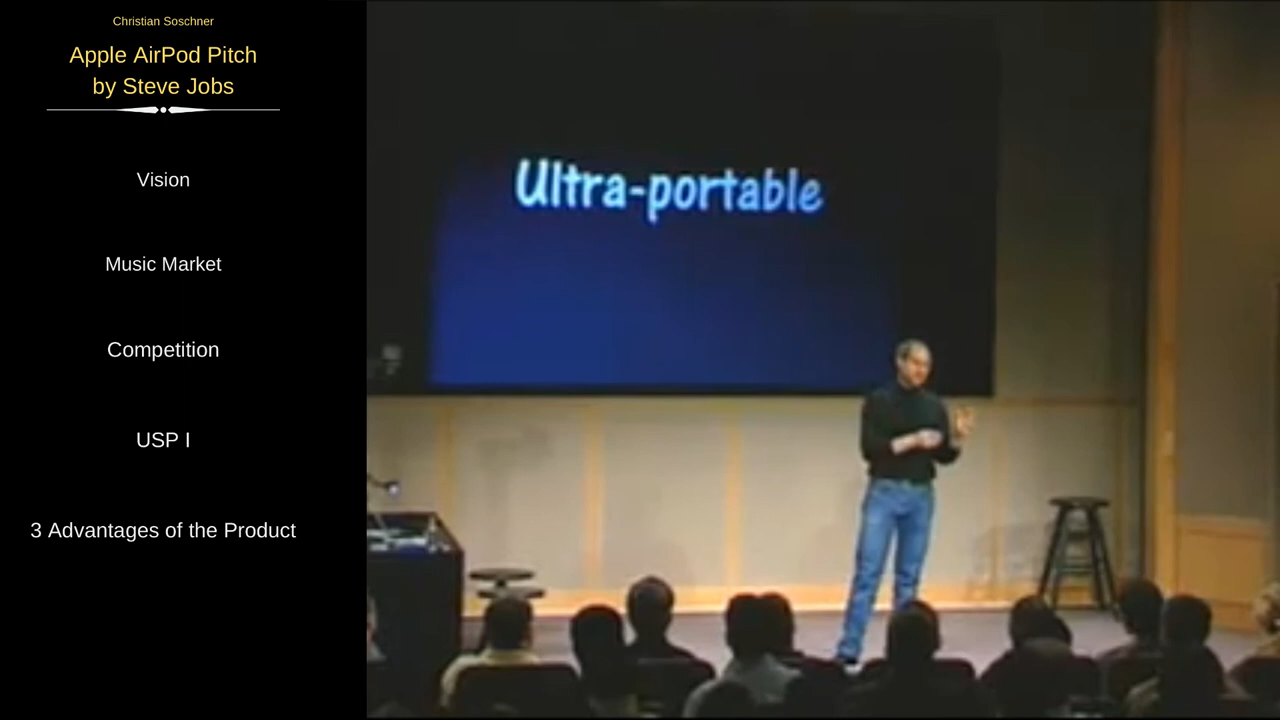 Christian Soschner
Apple AirPod Pitch
by Steve Jobs
Vision
Music Market
Competition
USP I
3 Advantages of the Product
Ultra-portable